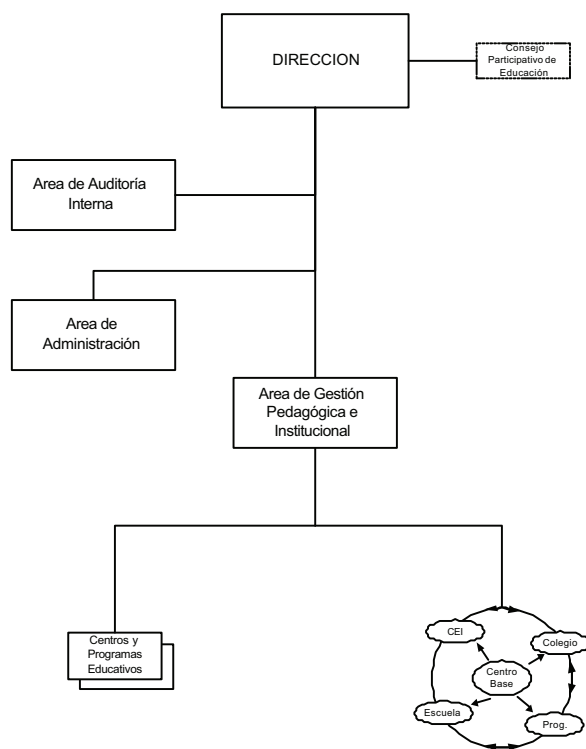 DIRECCION
Consejo
Participativo de
Educación
Area de Auditoría
Interna
Area de
Administración
Area de Gestión
Pedagógica e
Institucional
Centros y
Programas
Educativos
CEI
Colegio
Centro
Base
Escuela
Prog.